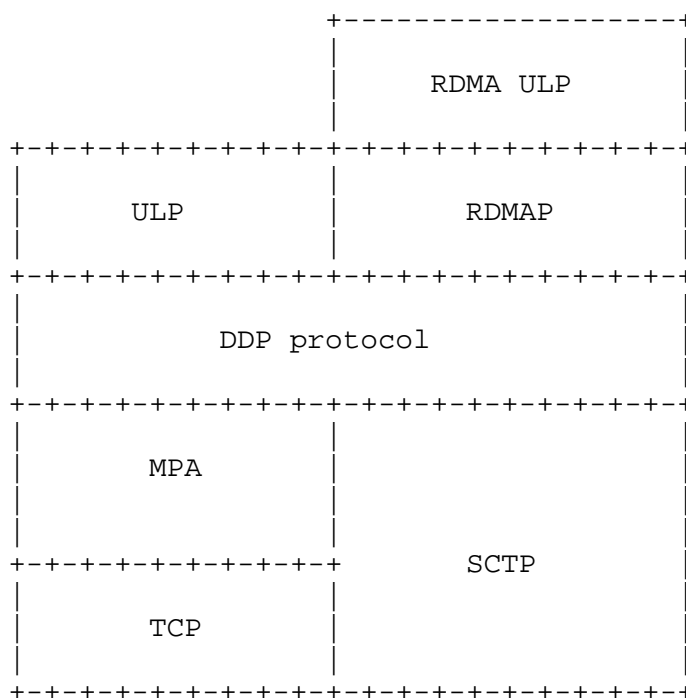 RDMA ULP
ULP RDMAP
DDP protocol
MPA
SCTP
TCP